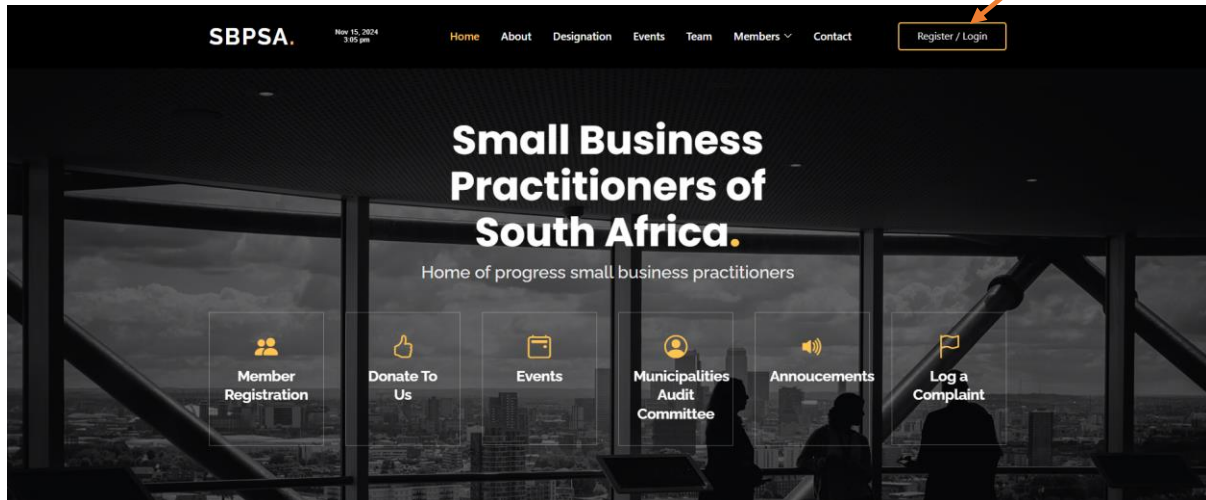 SBPSA.
Nov 15, 2024
3:05 pm
Home About Designation Events Team Members Contact
Register / Login
Small Business
Practitioners of
South Africa.
Home of progress small business practitioners
Member
Registration
Donate To
Us
Events
Municipalities
Audit
Committee
Annoucements
Log a
Complaint